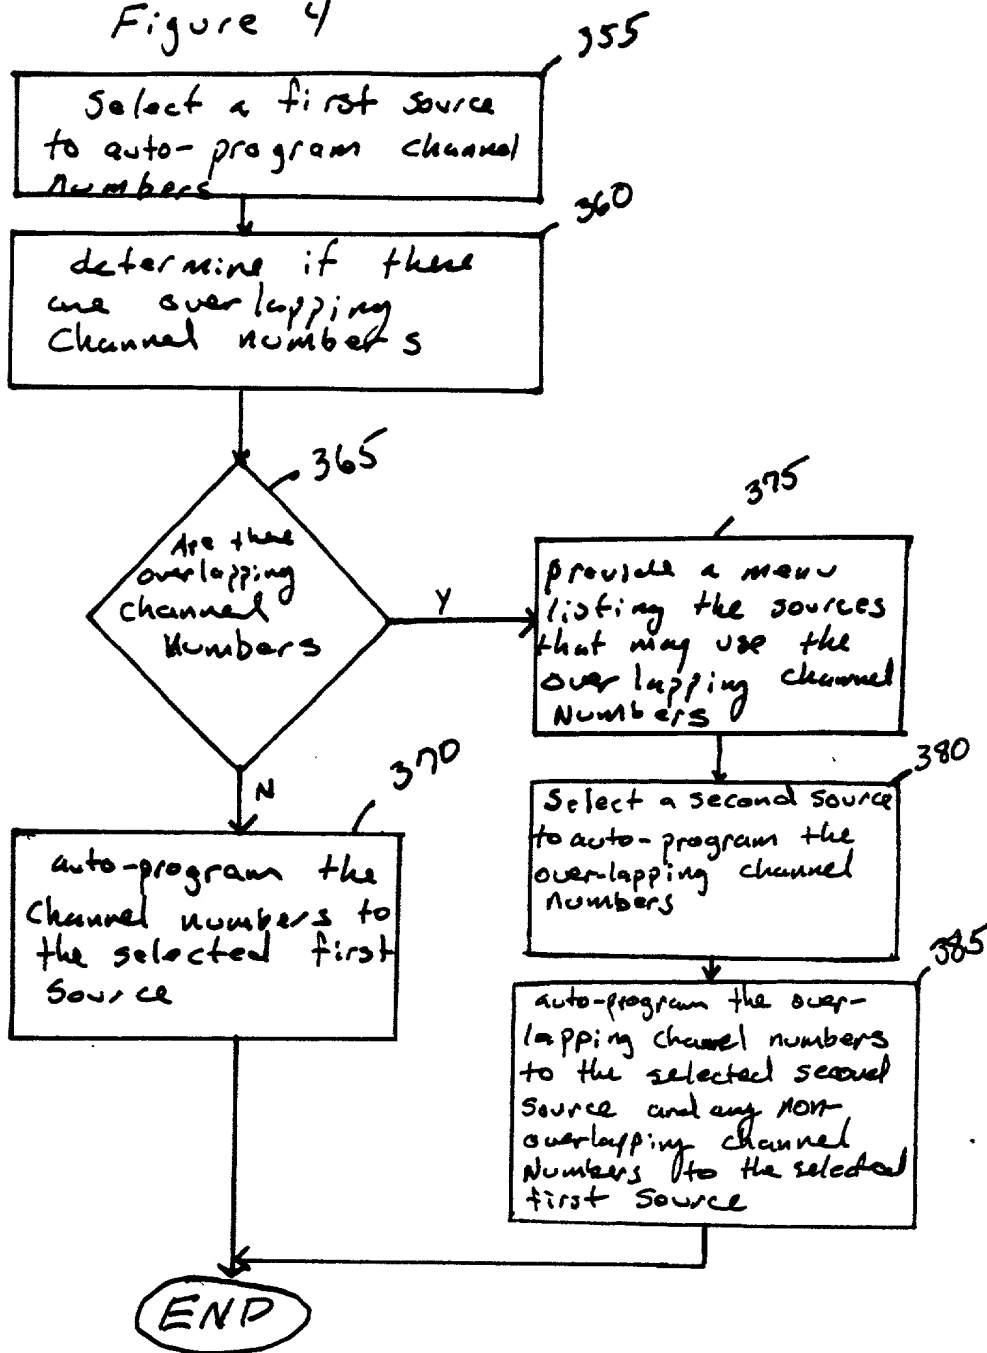 Figure 4
355
Select a first source
to auto-program channel
numbers
360
determine if there
are overlapping
Channel numbers
365
Are there
overlapping
channel
Numbers
Y
N
375
provide a menu
listing the sources
that may use the
overlapping channel
Numbers
380
Select a second source
to auto-program the
over-lapping channel
numbers
370
auto-program the
Channel numbers to
the selected first
Source
385
auto-program the over-
lapping channel numbers
to the selected second
Source and any non-
overlapping channel
Numbers to the selected
first Source
END